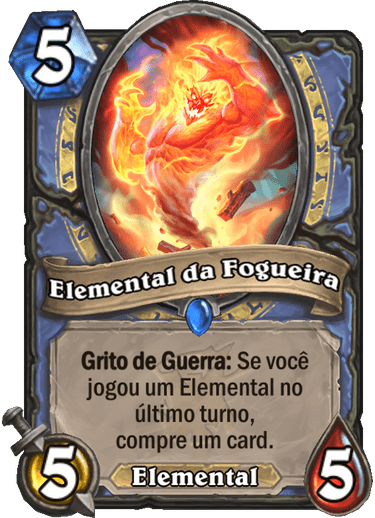 5
Elemental da Fogueira
Grito de Guerra: Se você
jogou um Elemental no
último turno,
compre um card.
Elemental
5
5